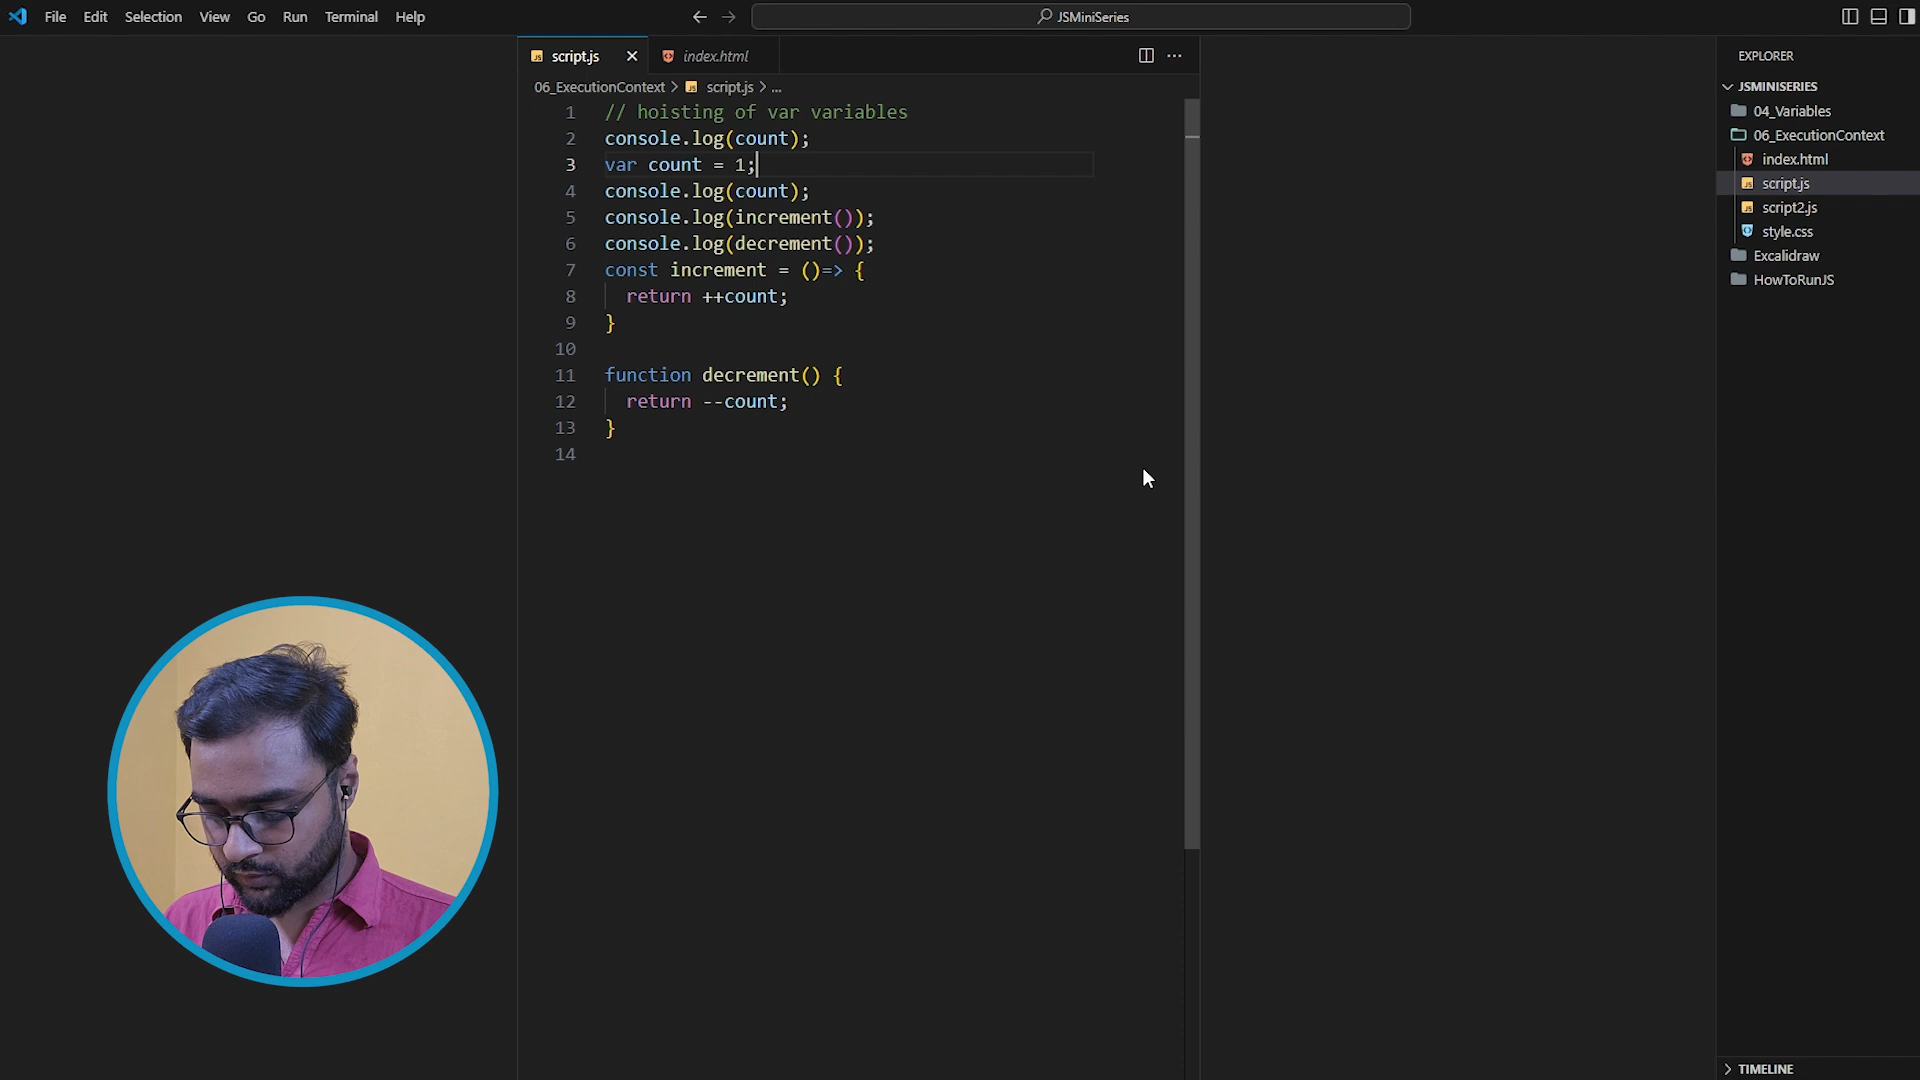 File Edit Selection View Go Run Terminal Help
JSMiniSeries
script.js
index.html
06_ExecutionContext > script.js > ...
1 // hoisting of var variables
2 console.log(count);
3 var count = 1;
4 console.log(count);
5 console.log(increment());
6 console.log(decrement());
7 const increment = ()=> {
8 return ++count;
9 }
10
11 function decrement() {
12 return --count;
13 }
14
EXPLORER
JSMINISERIES
04_Variables
06_ExecutionContext
index.html
script.js
script2.js
style.css
Excalidraw
HowToRunJS
TIMELINE